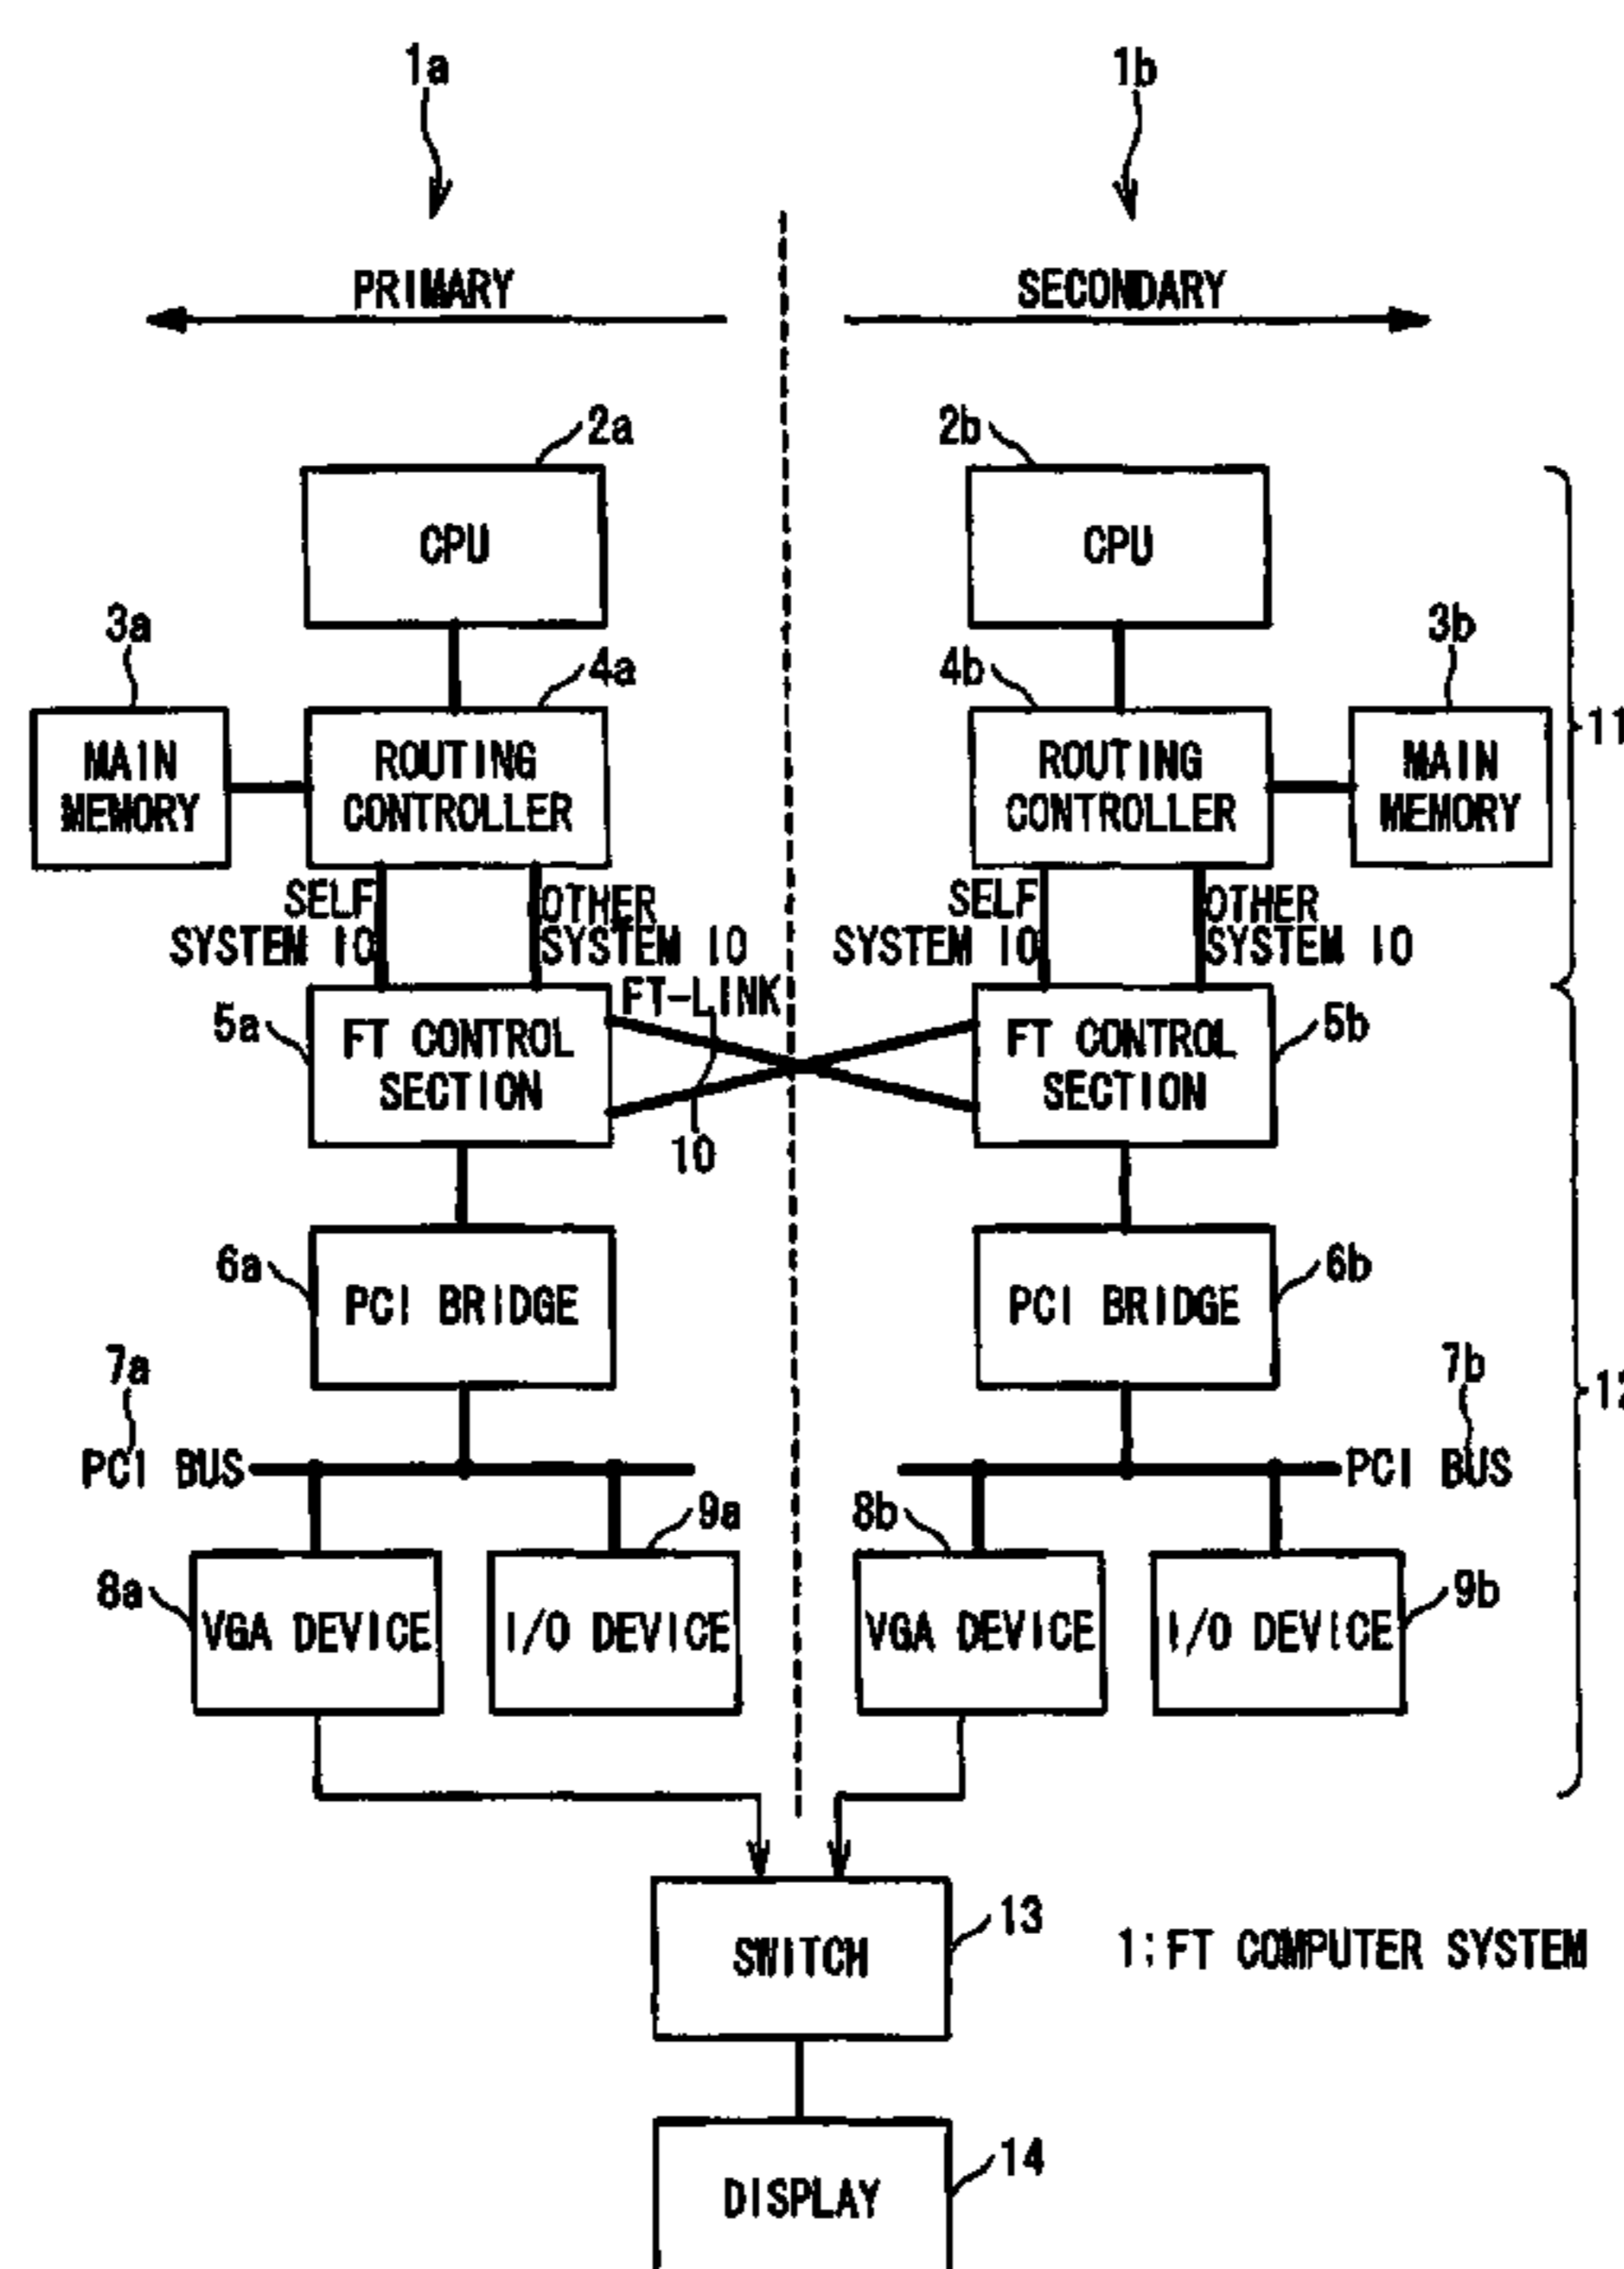 1a
1b
PRIMARY
SECONDARY
2a
2b
CPU
CPU
3a
4a
4b
3b
MAIN
MEMORY
ROUTING
CONTROLLER
ROUTING
CONTROLLER
MAIN
MEMORY
11
SELF
SYSTEM IO
OTHER
SYSTEM IO
SELF
SYSTEM IO
OTHER
SYSTEM IO
FT-LINK
5a
FT CONTROL
SECTION
FT CONTROL
SECTION
5b
10
6a
PCI BRIDGE
PCI BRIDGE
6b
7a
7b
12
PCI BUS
PCI BUS
9a
8b
8a
VGA DEVICE
I/O DEVICE
VGA DEVICE
I/O DEVICE
9b
13
SWITCH
1;FT COMPUTER SYSTEM
14
DISPLAY